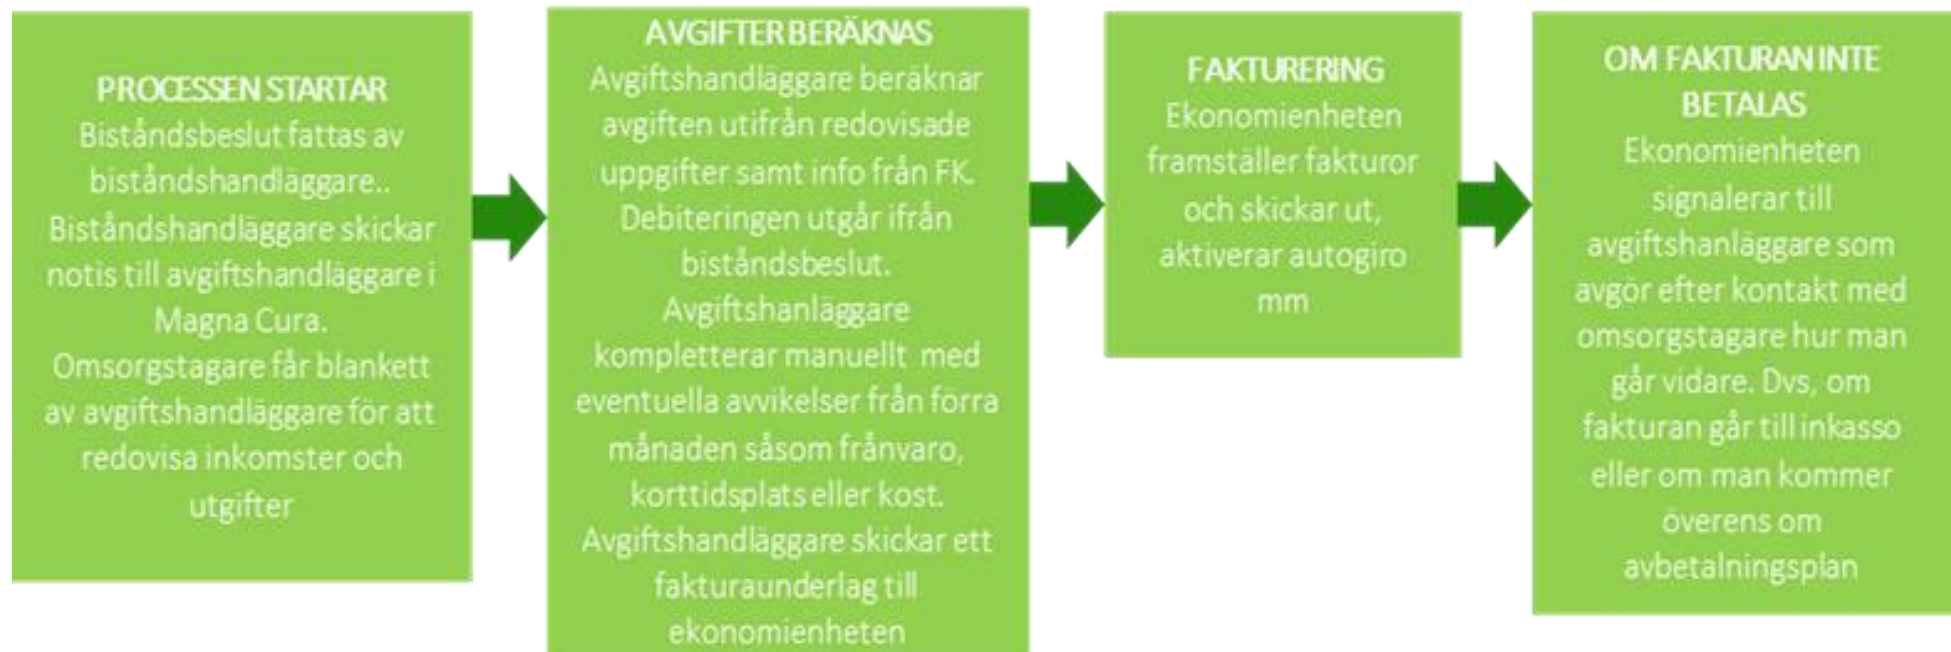 PROCESSEN STARTAR
Biståndsbeslut fattas av
biståndshandläggare..
Biståndshandläggare skickar
notis till avgiftshandläggare i
Magna Cura.
Omsorgstagare får blankett
av avgiftshandläggare för att
redovisa inkomster och
utgifter
AVGIFTER BERÄKNAS
Avgiftshandläggare beräknar
avgiften utifrån redovisade
uppgifter samt info från FK.
Debiteringen utgår ifrån
biståndsbeslut.
Avgiftshanläggare
kompletterar manuellt med
eventuella avvikelser från förra
månaden såsom frånvaro,
korttidsplats eller kost.
Avgiftshandläggare skickar ett
fakturaunderlag till
ekonomienheten
FAKTURERING
Ekonomienheten
framställer fakturor
och skickar ut,
aktiverar autogiro
mm
OM FAKTURAN INTE
BETALAS
Ekonomienheten
signalerar till
avgiftshanläggare som
avgör efter kontakt med
omsorgstagare hur man
går vidare. Dvs, om
fakturan går till inkasso
eller om man kommer
överens om
avbetalningsplan